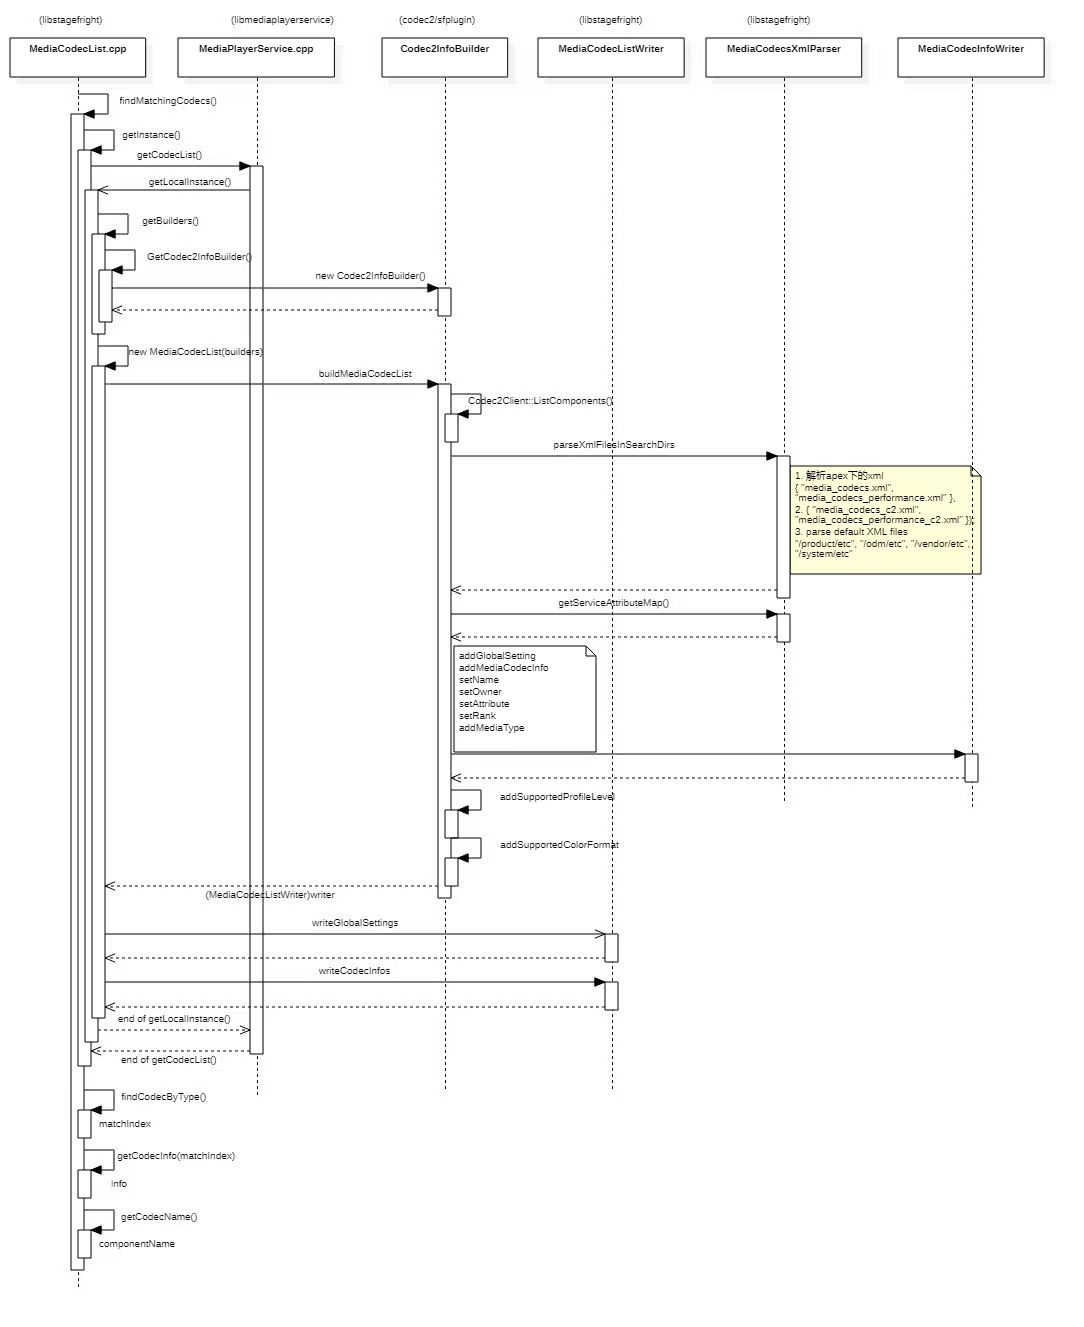 (libstagefright)
(libmediaplayerservice)
(codec2/sfplugin)
(libstagefright)
(libstagefright)
MediaCodecList.cpp
MediaPlayerService.cpp
Codec2InfoBuilder
MediaCodecListWriter
MediaCodecsXmlParser
MediaCodecInfoWriter
findMatchingCodecs()
getInstance()
getCodecList()
getLocalInstance()
getBuilders()
GetCodec2InfoBuilder()
new Codec2InfoBuilder()
new MediaCodecList(builders)
buildMediaCodecList
Codec2Client::ListComponents()
parseXmlFilesInSearchDirs
1. 解析apex下的xml
{ "media_codecs.xml",
"media_codecs_performance.xml" },
2. { "media_codecs_c2.xml",
"media_codecs_performance_c2.xml" });
3. parse default XML files
"/product/etc", "/odm/etc", "/vendor/etc",
"/system/etc"
getServiceAttributeMap()
addGlobalSetting
addMediaCodecInfo
setName
setOwner
setAttribute
setRank
addMediaType
addSupportedProfileLevel
addSupportedColorFormat
(MediaCodecListWriter)writer
writeGlobalSettings
writeCodecInfos
end of getLocalInstance()
end of getCodecList()
findCodecByType()
matchIndex
getCodecInfo(matchIndex)
info
getCodecName()
componentName